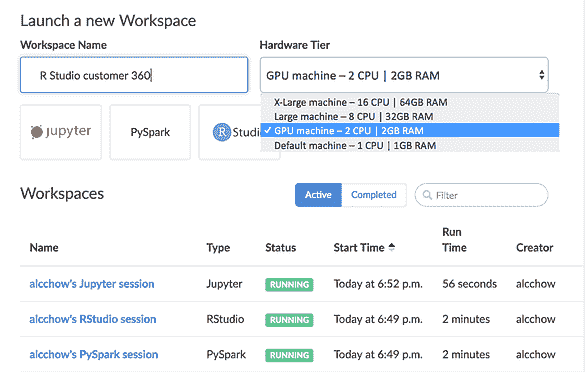 Launch a new Workspace
Workspace Name Hardware Tier
R Studio customer 360 GPU machine – 2 CPU | 2GB RAM
X-Large machine – 16 CPU | 64GB RAM
Large machine – 8 CPU | 32GB RAM
✓ GPU machine – 2 CPU | 2GB RAM
Default machine – 1 CPU | 1GB RAM
jupyter PySpark R Studi
Workspaces Active Completed Filter
Name Type Status Start Time Run Time Creator
alcchow's Jupyter session Jupyter RUNNING Today at 6:52 p.m. 56 seconds alcchow
alcchow's RStudio session RStudio RUNNING Today at 6:49 p.m. 2 minutes alcchow
alcchow's PySpark session PySpark RUNNING Today at 6:49 p.m. 2 minutes alcchow